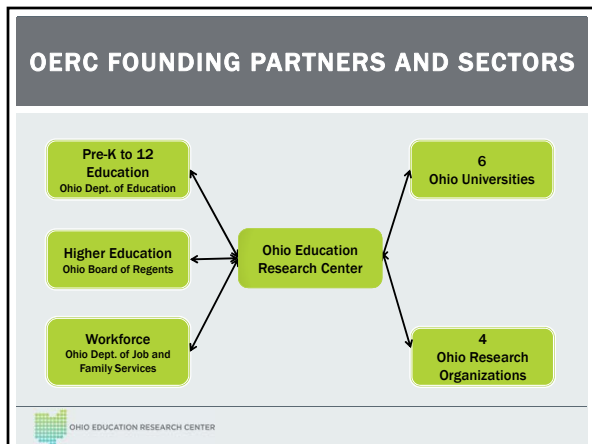 OERC FOUNDING PARTNERS AND SECTORS
Pre-K to 12
Education
Ohio Dept. of Education
Higher Education
Ohio Board of Regents
Workforce
Ohio Dept. of Job and
Family Services
Ohio Education
Research Center
6
Ohio Universities
4
Ohio Research
Organizations
OHIO EDUCATION RESEARCH CENTER